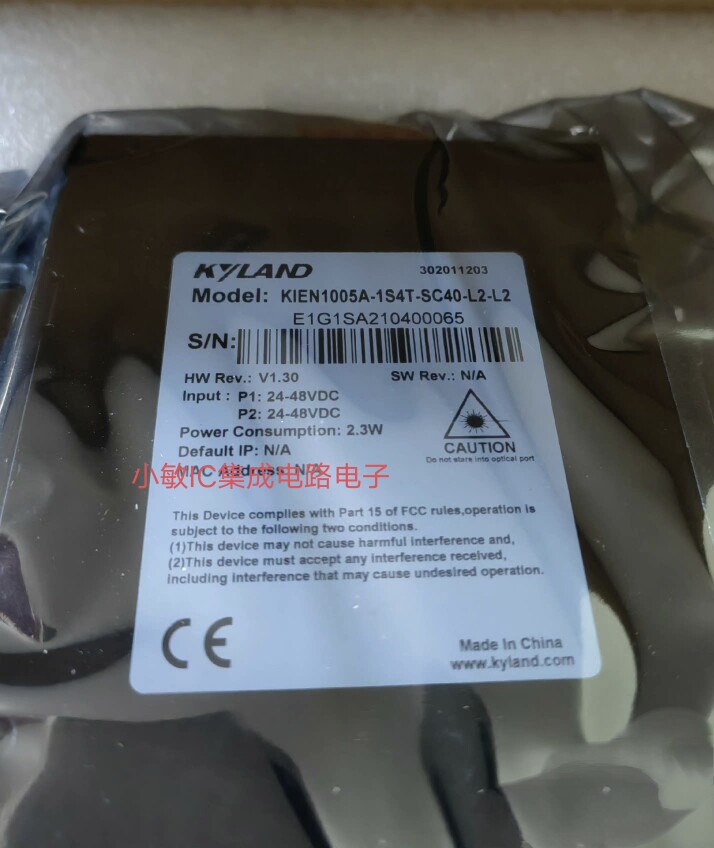 KYLAND
302011203
Model: KIEN1005A-1S4T-SC40-L2-L2
E1G1SA210400065
S/N:
HW Rev.: V1.30
SW Rev.: N/A
Input : P1: 24-48VDC
P2: 24-48VDC
Power Consumption: 2.3W
CAUTION
Do not stare into optical port
Default IP: N/A
MAC Address: N/A
小敏IC集成电路电子
This Device complies with Part 15 of FCC rules,operation is
subject to the following two conditions.
(1)This device may not cause harmful interference and,
(2)This device must accept any interference received,
including interference that may cause undesired operation.
CE
Made In China
www.kyland.com